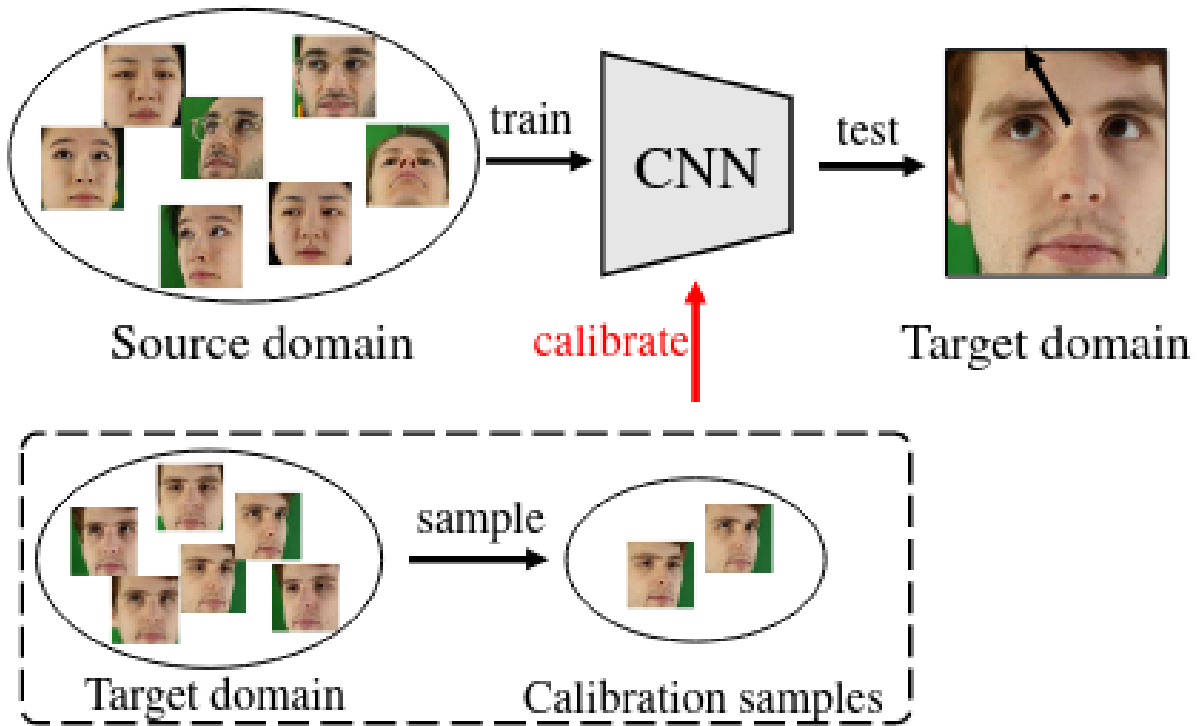 train
CNN
test
Source domain
calibrate
Target domain
sample
Target domain
Calibration samples